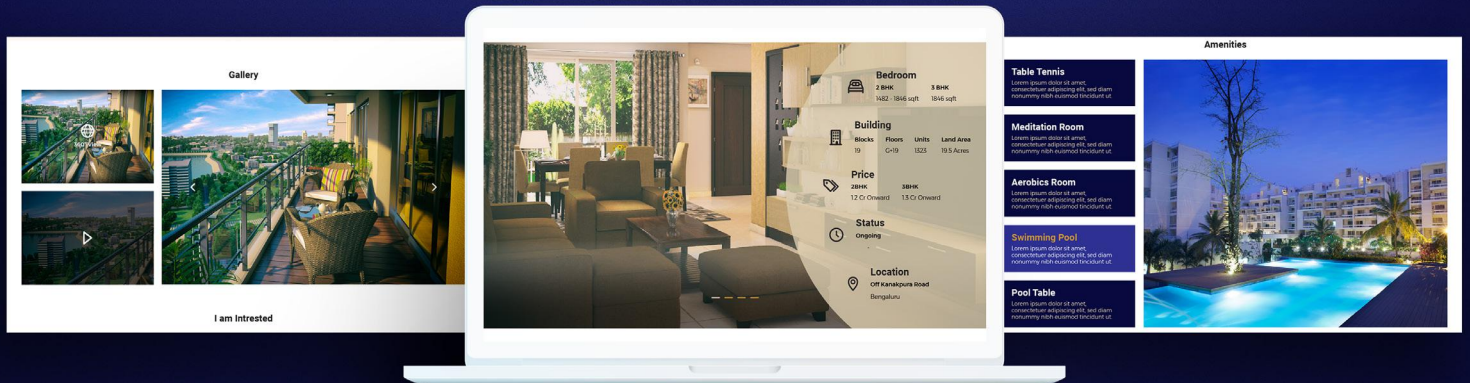 Gallery
360° View
I am Intrested
Bedroom
2 BHK 3 BHK
1482 - 1846 sqft 1846 sqft
Building
Blocks Floors Units Land Area
19 G+19 1323 19.5 Acres
Price
2BHK 3BHK
1.2 Cr Onward 1.3 Cr Onward
Status
Ongoing
Location
Off Kanakpura Road
Bengaluru
Amenities
Table Tennis
Lorem ipsum dolor sit amet,
consectetuer adipiscing elit, sed diam
nonummy nibh euismod tincidunt ut
Meditation Room
Lorem ipsum dolor sit amet,
consectetuer adipiscing elit, sed diam
nonummy nibh euismod tincidunt ut
Aerobics Room
Lorem ipsum dolor sit amet,
consectetuer adipiscing elit, sed diam
nonummy nibh euismod tincidunt ut
Swimming Pool
Lorem ipsum dolor sit amet,
consectetuer adipiscing elit, sed diam
nonummy nibh euismod tincidunt ut
Pool Table
Lorem ipsum dolor sit amet,
consectetuer adipiscing elit, sed diam
nonummy nibh euismod tincidunt ut